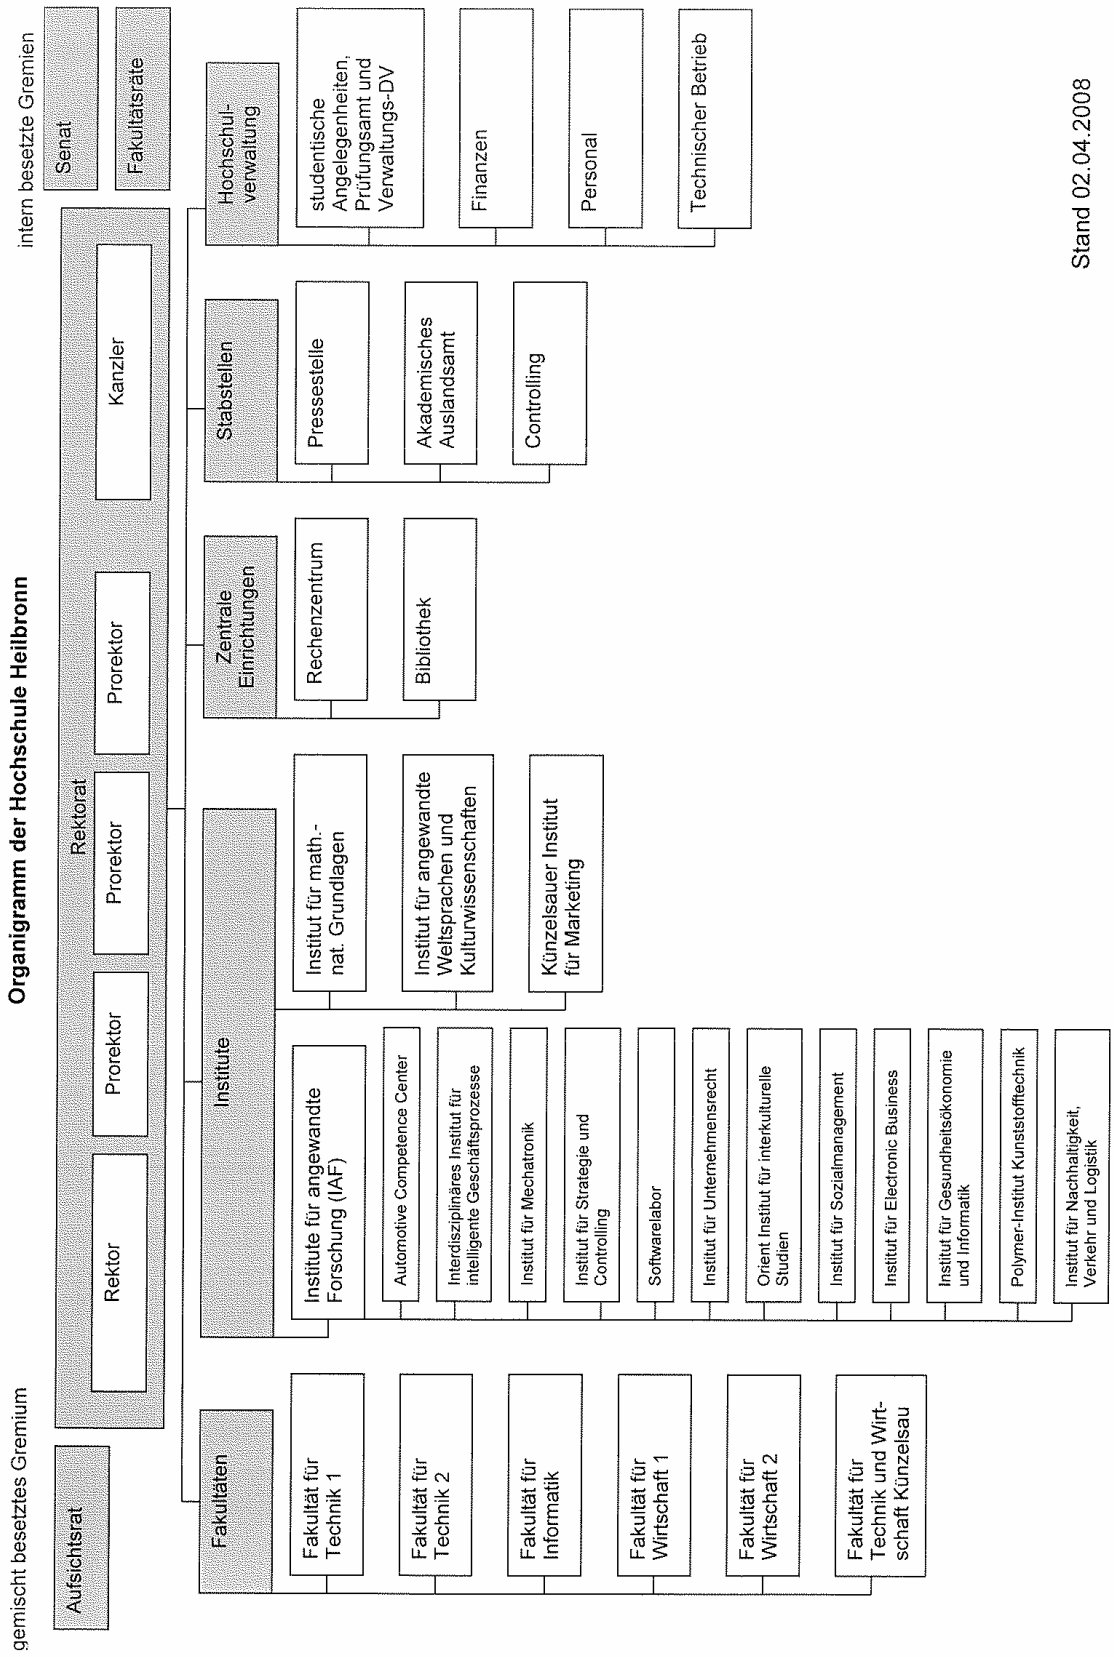 Organigramm der Hochschule Heilbronn
gemischt besetztes Gremium
intern besetzte Gremien
Aufsichtsrat
Rektorat
Rektor
Prorektor
Prorektor
Prorektor
Kanzler
Senat
Fakultätsräte
Fakultäten
Fakultät für
Technik 1
Fakultät für
Technik 2
Fakultät für
Informatik
Fakultät für
Wirtschaft 1
Fakultät für
Wirtschaft 2
Fakultät für
Technik und Wirt-
schaft Künzelsau
Institute
Institute für angewandte
Forschung (IAF)
Automotive Competence Center
Interdisziplinäres Institut für
intelligente Geschäftsprozesse
Institut für Mechatronik
Institut für Strategie und
Controlling
Softwarelabor
Institut für Unternehmensrecht
Orient Institut für interkulturelle
Studien
Institut für Sozialmanagement
Institut für Electronic Business
Institut für Gesundheitsökonomie
und Informatik
Polymer-Institut Kunststofftechnik
Institut für Nachhaltigkeit,
Verkehr und Logistik
Institut für math.-
nat. Grundlagen
Institut für angewandte
Weltsprachen und
Kulturwissenschaften
Künzelsauer Institut
für Marketing
Zentrale
Einrichtungen
Rechenzentrum
Bibliothek
Stabstellen
Pressestelle
Akademisches
Auslandsamt
Controlling
Hochschul-
verwaltung
studentische
Angelegenheiten,
Prüfungsamt und
Verwaltungs-DV
Finanzen
Personal
Technischer Betrieb
Stand 02.04.2008